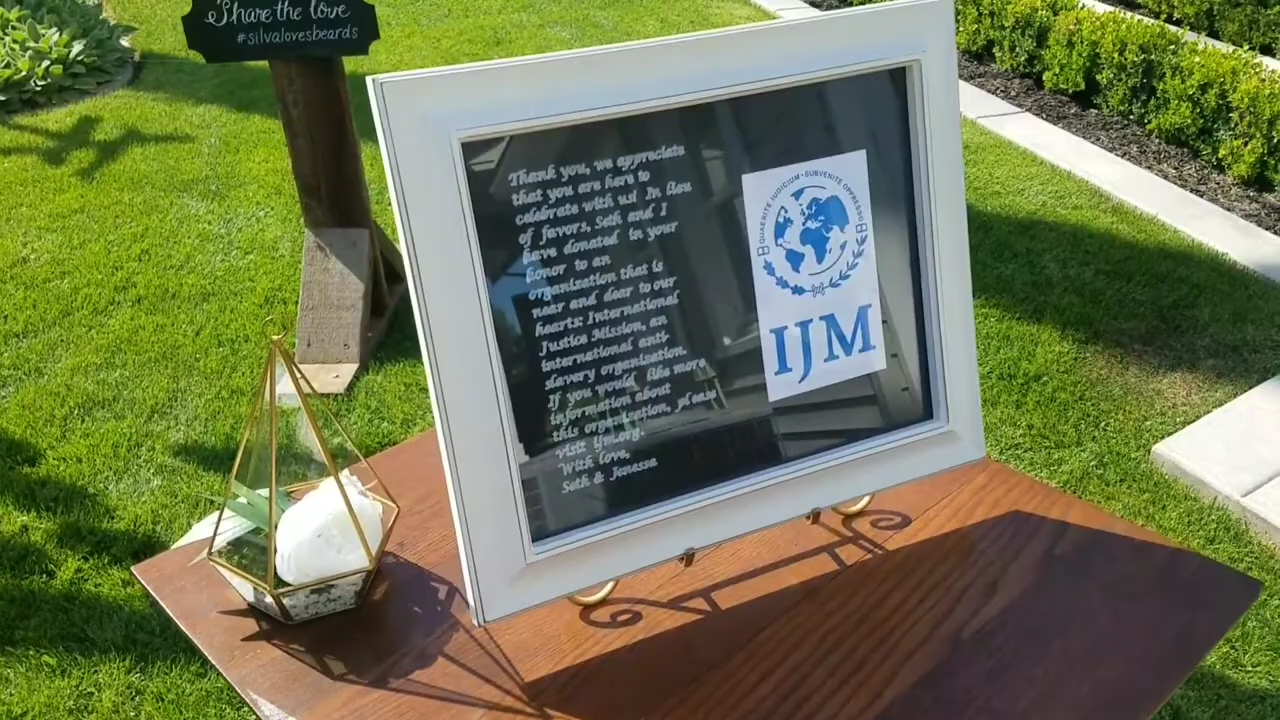 Share the love
#silvalovesbeards
Thank you, we appreciate
that you are here to
celebrate with us! In lieu
of favors, Seth and I
have donated in your
honor to an
organization that is
near and dear to our
hearts: International
Justice Mission, an
international anti-
slavery organization.
If you would like more
information about
this organization, please
visit ijm.org.
With love,
Seth & Jenessa
QUAERITE IUDICIUM • SUBVENITE OPPRESSO
IJM